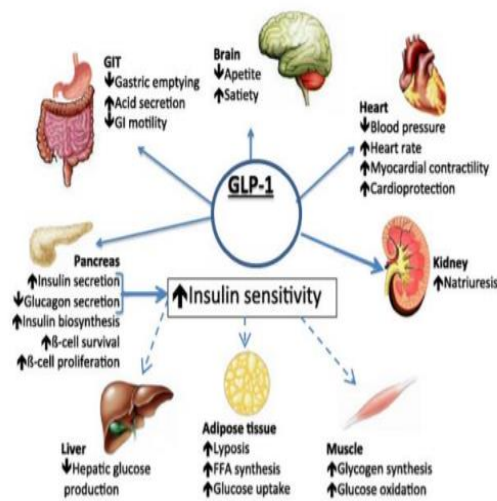 GIT
↓Gastric emptying
↑Acid secretion
↓GI motility
Brain
↓Apetite
↑Satiety
Heart
↓Blood pressure
↑Heart rate
↑Myocardial contractility
↑Cardioprotection
GLP-1
Pancreas
↑Insulin secretion
↓Glucagon secretion
↑Insulin biosynthesis
↑ß-cell survival
↑ß-cell proliferation
↑Insulin sensitivity
Kidney
↑Natriuresis
Liver
↓Hepatic glucose
production
Adipose tissue
↑Lyposis
↑FFA synthesis
↑Glucose uptake
Muscle
↑Glycogen synthesis
↑Glucose oxidation